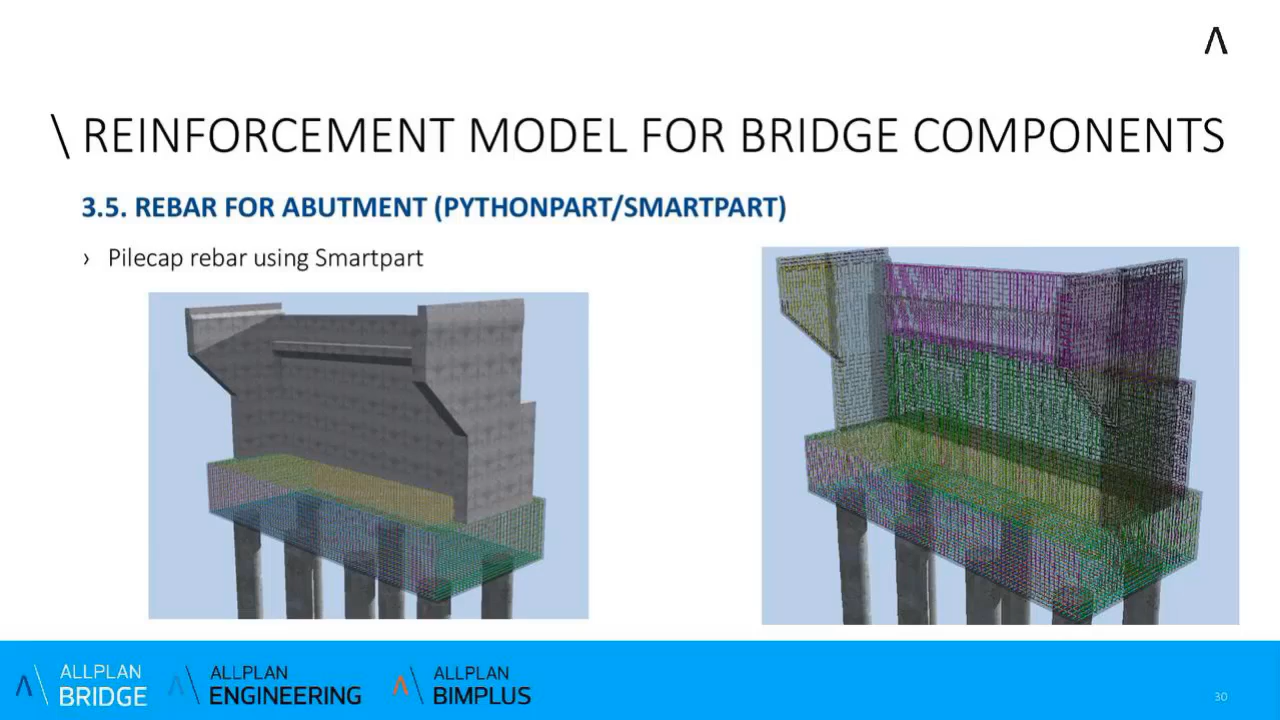 \ REINFORCEMENT MODEL FOR BRIDGE COMPONENTS
3.5. REBAR FOR ABUTMENT (PYTHONPART/SMARTPART)
› Pilecap rebar using Smartpart
ALLPLAN
BRIDGE
ALLPLAN
ENGINEERING
ALLPLAN
BIMPLUS
30